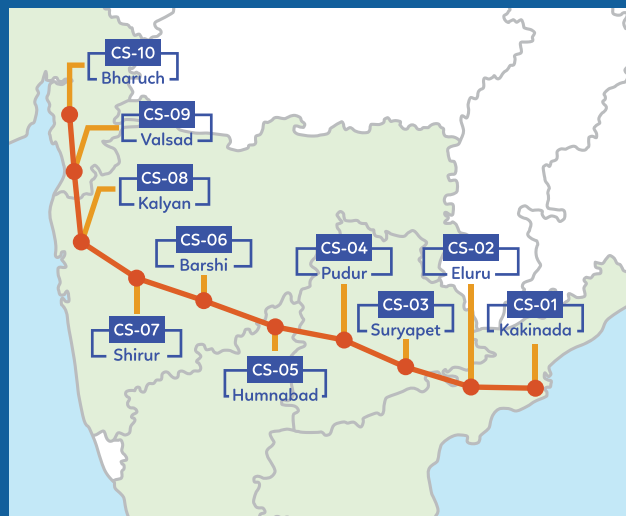 CS-10
Bharuch
CS-09
Valsad
CS-08
Kalyan
CS-06
Barshi
CS-04
Pudur
CS-02
Eluru
CS-03
Suryapet
CS-01
Kakinada
CS-07
Shirur
CS-05
Humnabad